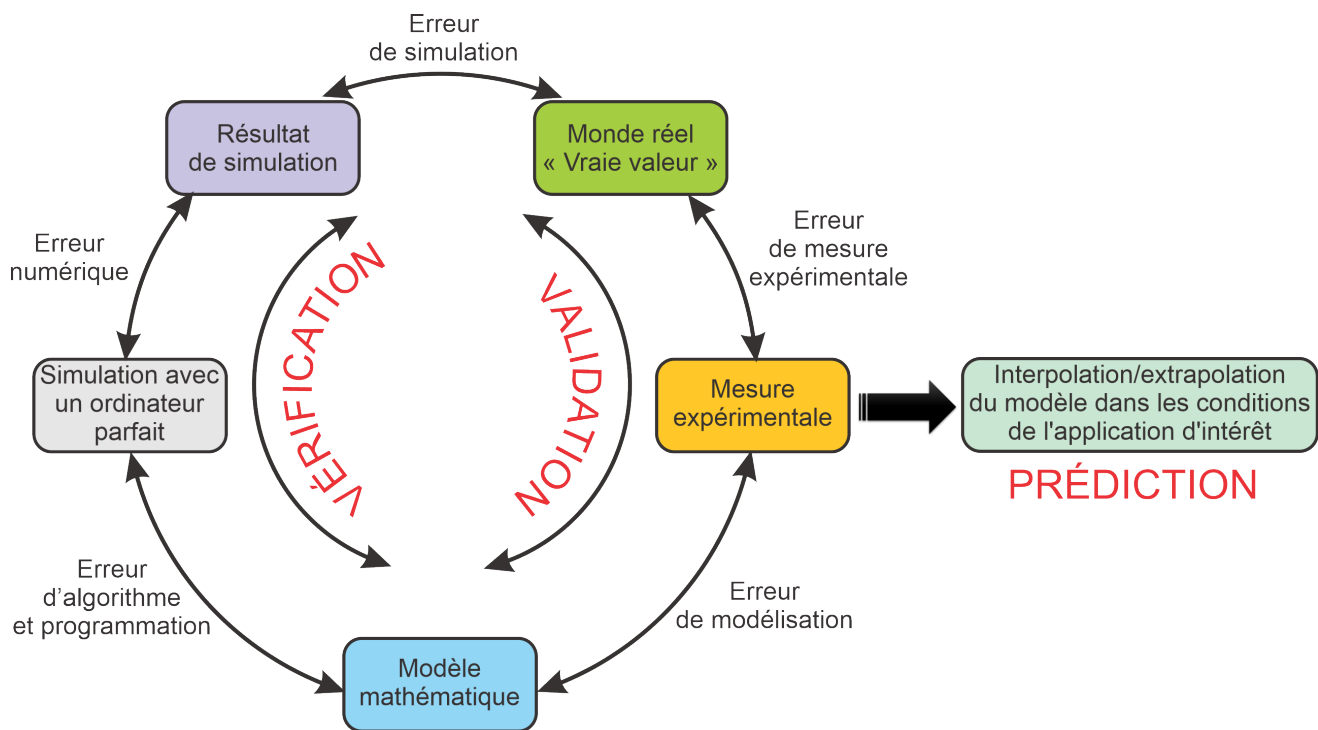 Erreur
de simulation
Résultat
de simulation
Monde réel
« Vraie valeur »
Erreur
numérique
Erreur
de mesure
expérimentale
VÉRIFICATION
VALIDATION
Simulation avec
un ordinateur
parfait
Mesure
expérimentale
Interpolation/extrapolation
du modèle dans les conditions
de l'application d'intérêt
PRÉDICTION
Erreur
d’algorithme
et programmation
Erreur
de modélisation
Modèle
mathématique